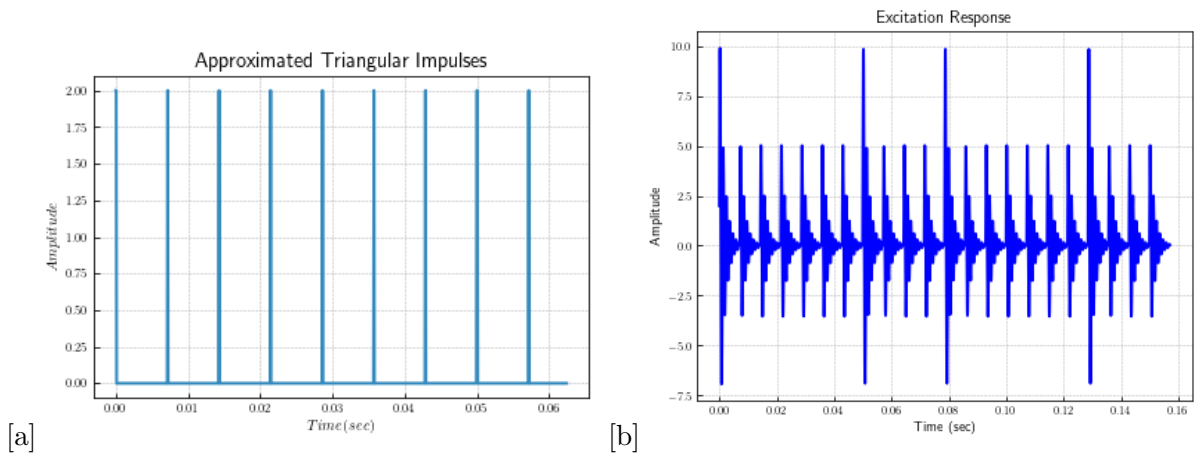 Approximated Triangular Impulses
2.00
1.75
1.50
1.25
1.00
0.75
0.50
0.25
0.00
Amplitude
0.00 0.01 0.02 0.03 0.04 0.05 0.06
Time(sec)
[a]
Excitation Response
10.0
7.5
5.0
2.5
0.0
−2.5
−5.0
−7.5
Amplitude
0.00 0.02 0.04 0.06 0.08 0.10 0.12 0.14 0.16
Time (sec)
[b]